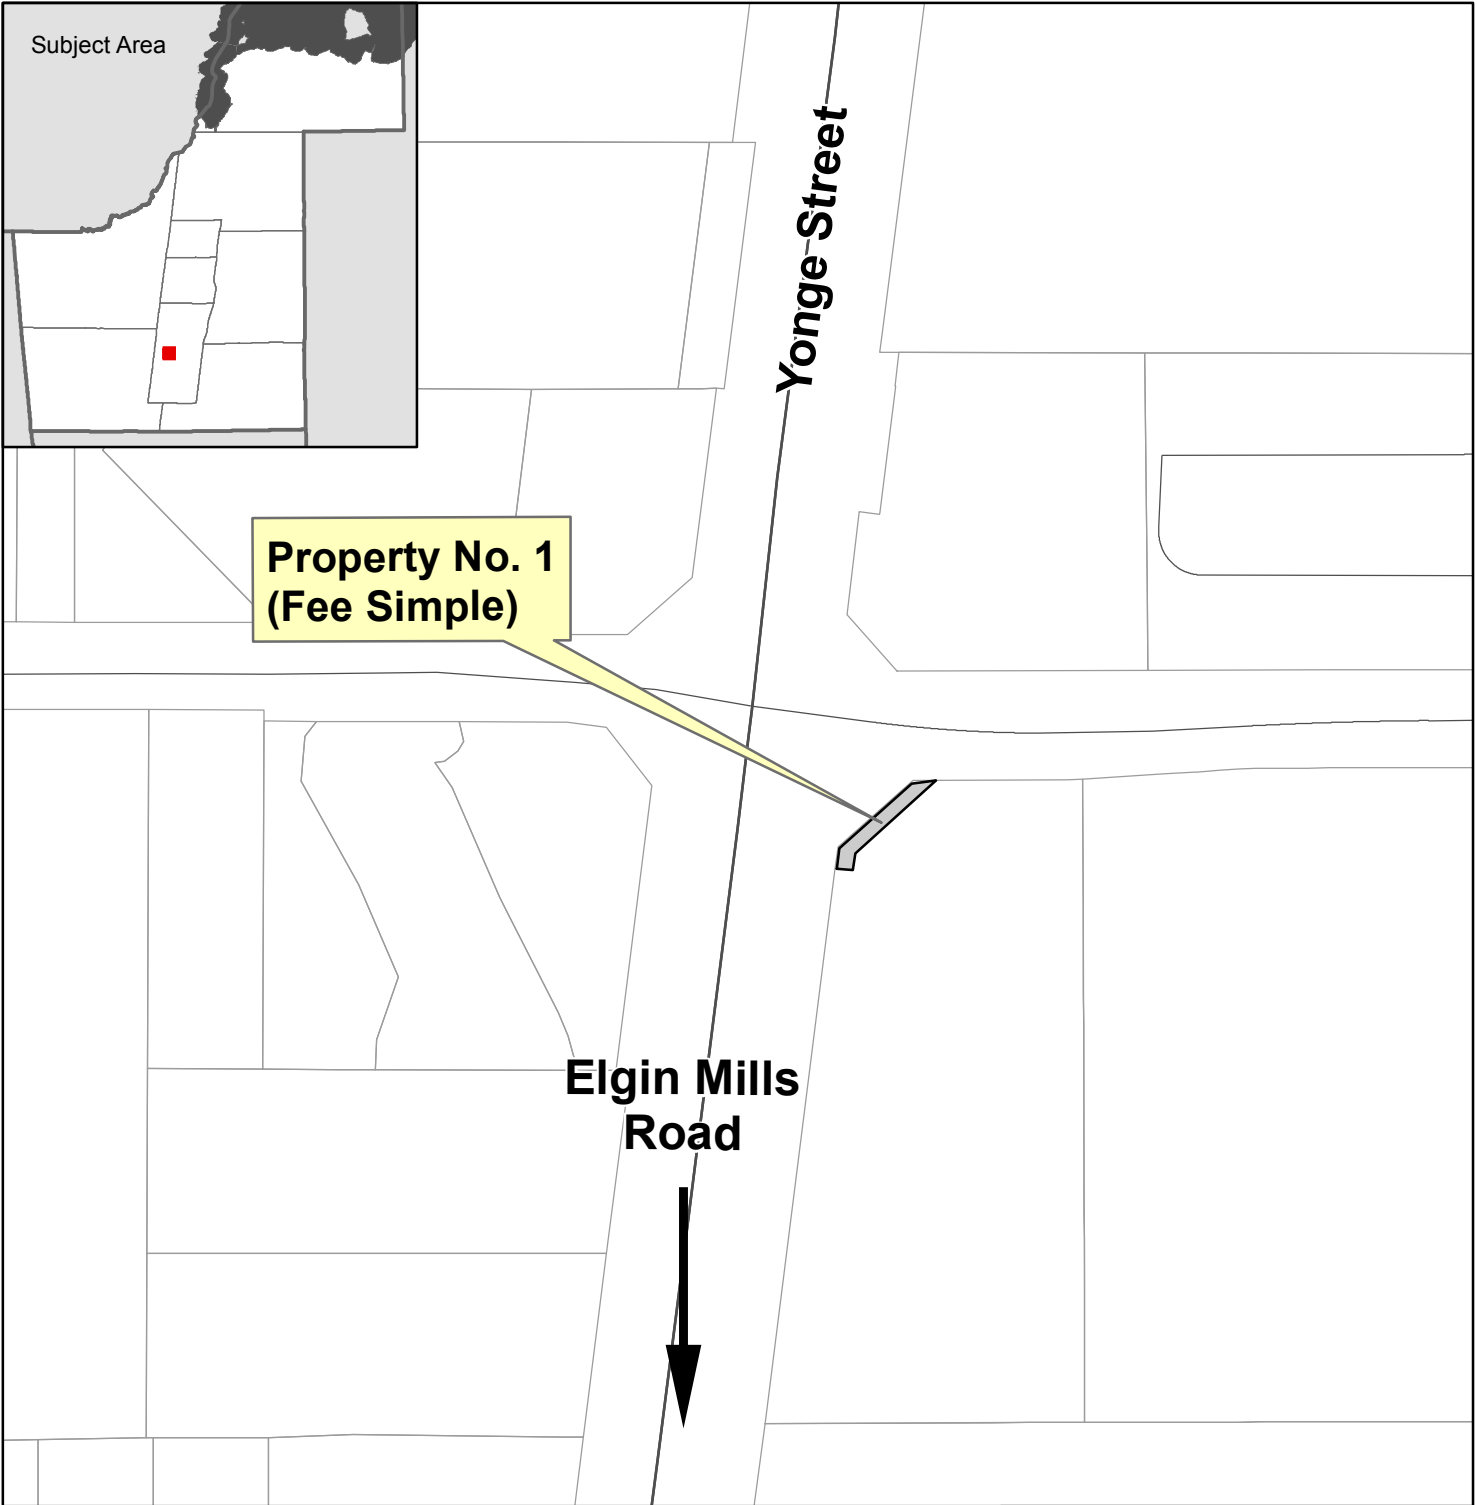 Subject Area
Yonge Street
Property No. 1
(Fee Simple)
Elgin Mills
Road